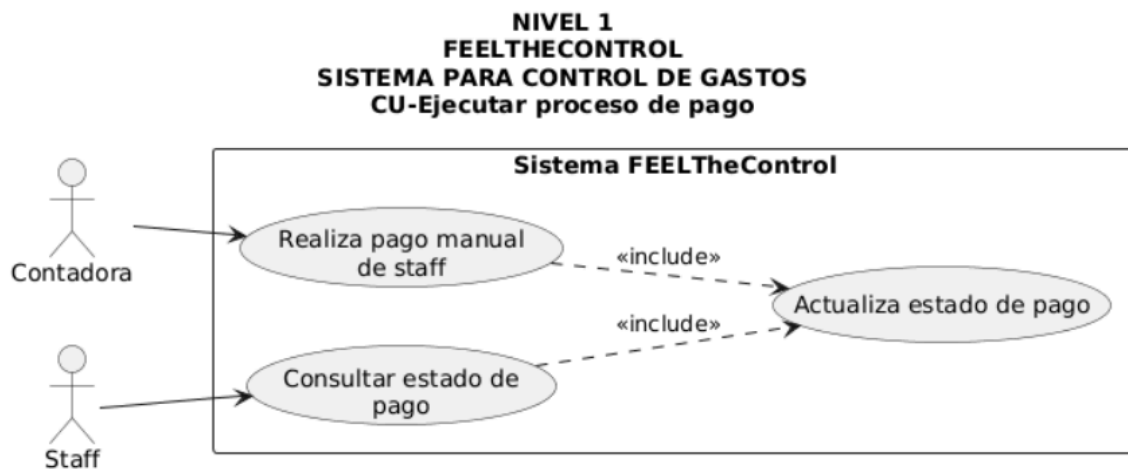 NIVEL 1
FEELTHECONTROL
SISTEMA PARA CONTROL DE GASTOS
CU-Ejecutar proceso de pago
Sistema FEELTheControl
Contadora
Realiza pago manual
de staff
«include»
Actualiza estado de pago
«include»
Consultar estado de
pago
Staff